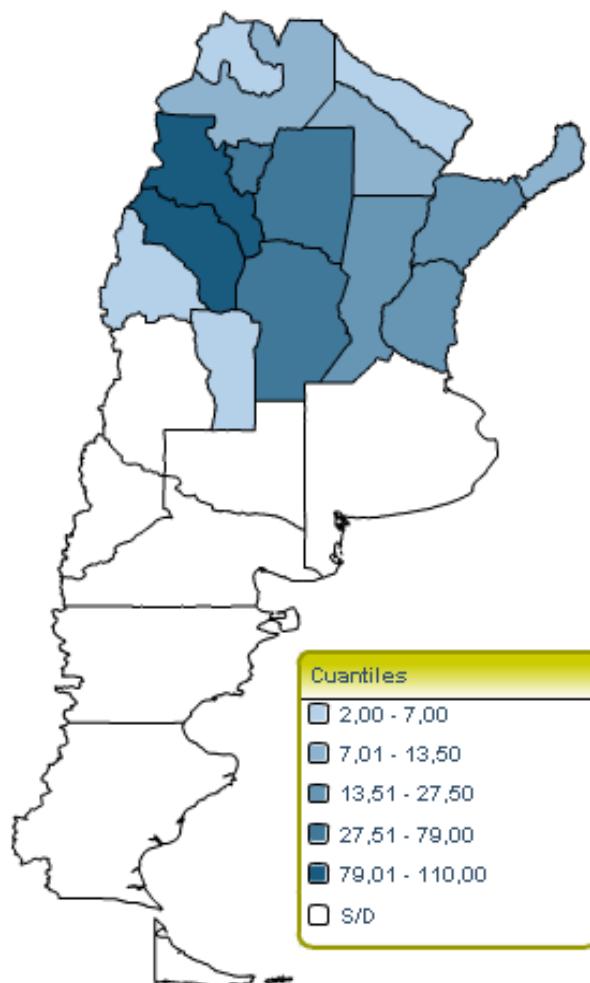 Cuantiles
2,00 - 7,00
7,01 - 13,50
13,51 - 27,50
27,51 - 79,00
79,01 - 110,00
S/D